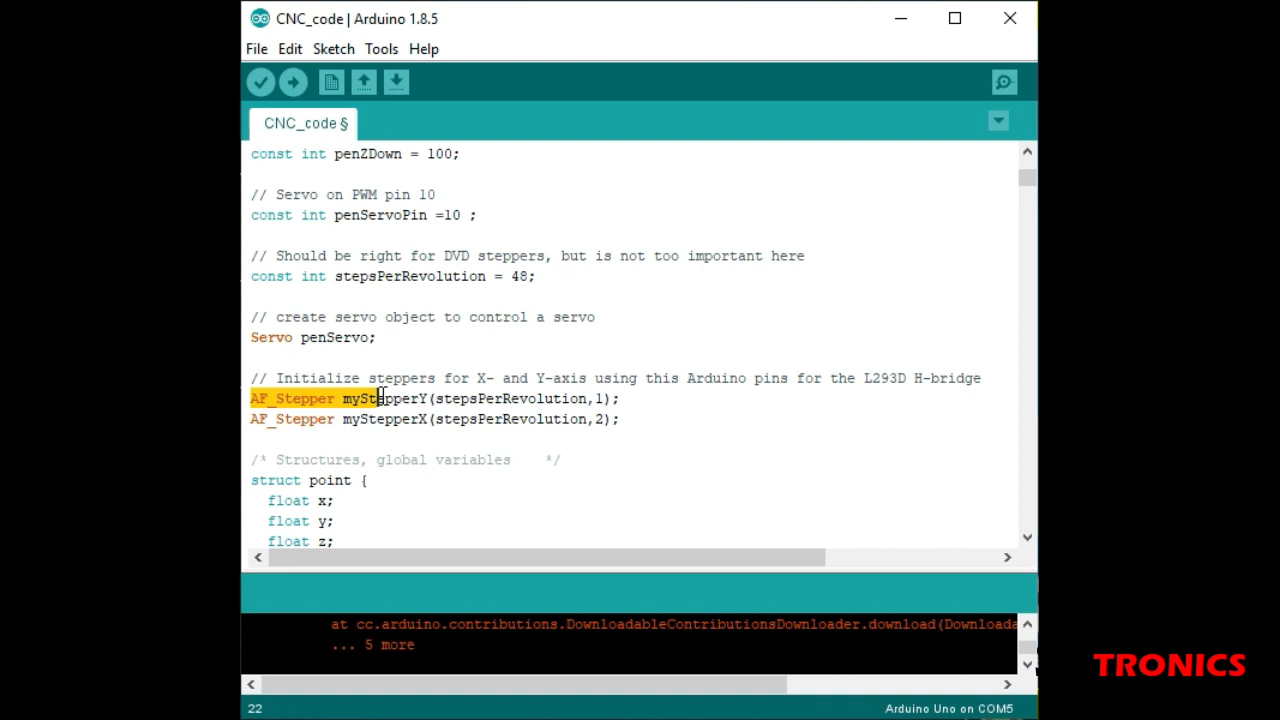 CNC_code | Arduino 1.8.5
File Edit Sketch Tools Help
CNC_code §
const int penZDown = 100;
// Servo on PWM pin 10
const int penServoPin =10 ;
// Should be right for DVD steppers, but is not too important here
const int stepsPerRevolution = 48;
// create servo object to control a servo
Servo penServo;
// Initialize steppers for X- and Y-axis using this Arduino pins for the L293D H-bridge
AF_Stepper myStepperY(stepsPerRevolution,1);
AF_Stepper myStepperX(stepsPerRevolution,2);
/* Structures, global variables    */
struct point {
float x;
float y;
float z;
at cc.arduino.contributions.DownloadableContributionsDownloader.download(Downloada
... 5 more
TRONICS
22
Arduino Uno on COM5